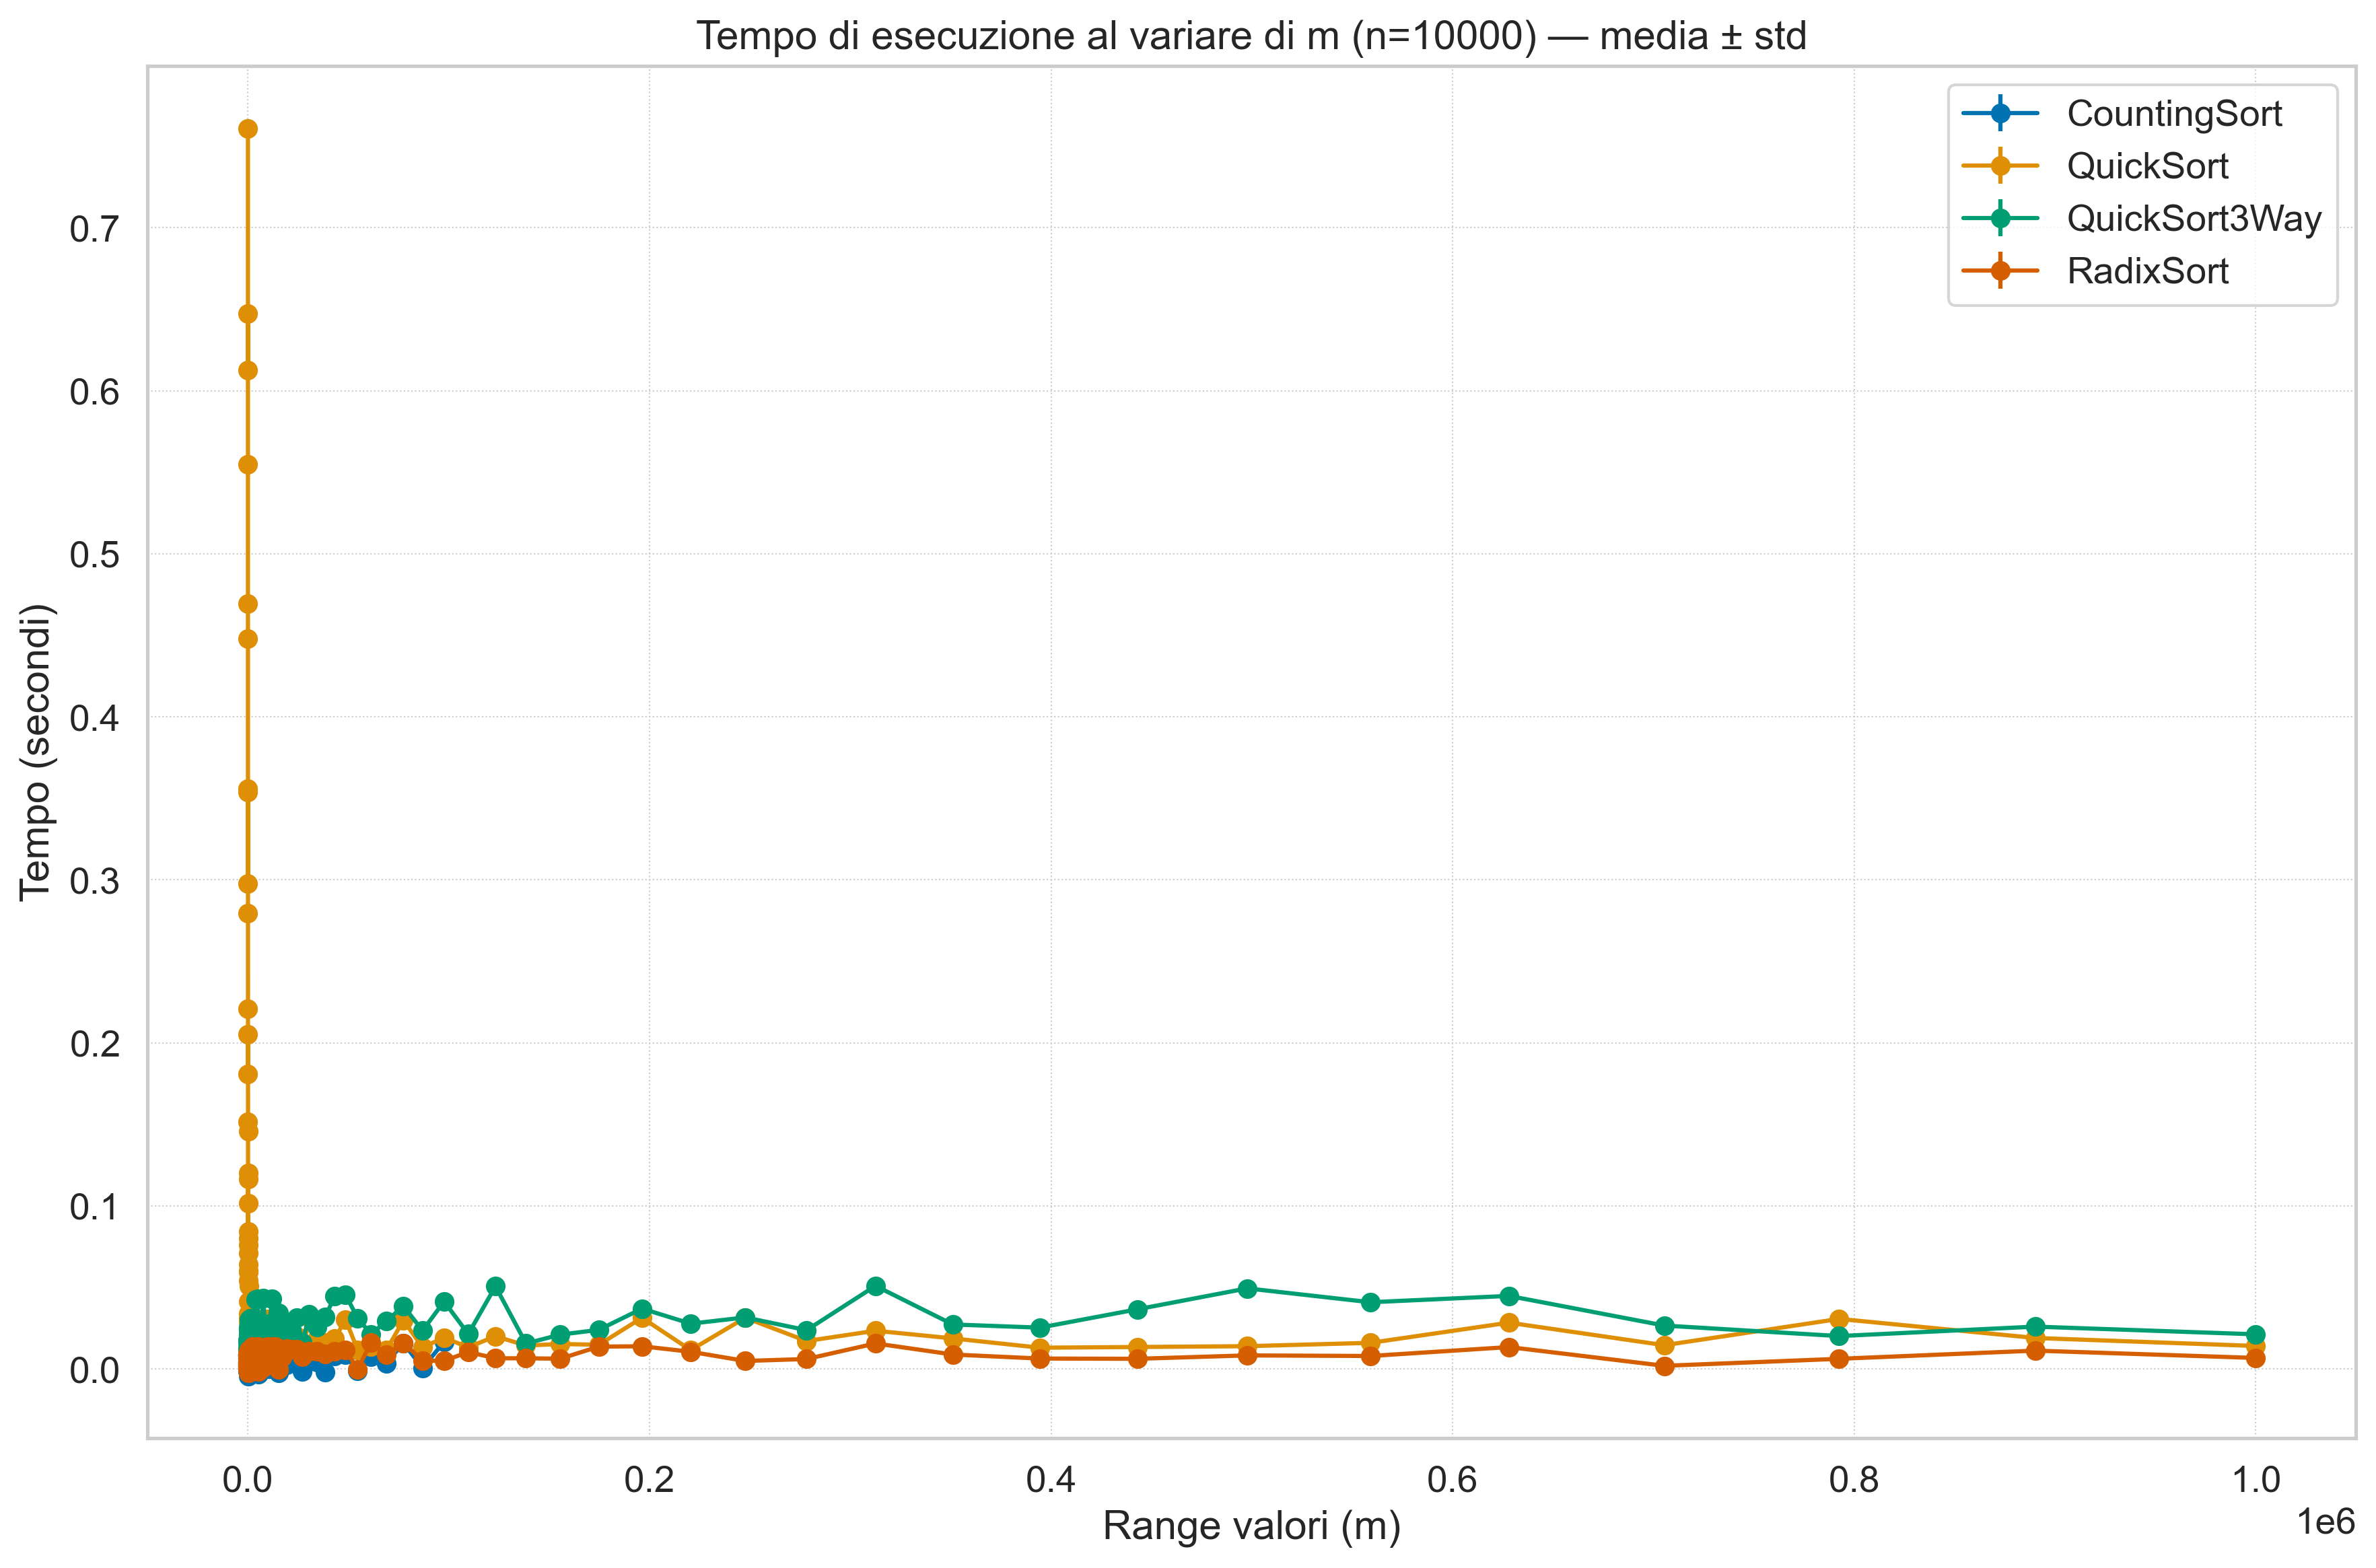 Tempo di esecuzione al variare di m (n=10000) — media ± std
CountingSort
QuickSort
QuickSort3Way
RadixSort
Tempo (secondi)
0.7
0.6
0.5
0.4
0.3
0.2
0.1
0.0
0.0 0.2 0.4 0.6 0.8 1.0
1e6
Range valori (m)